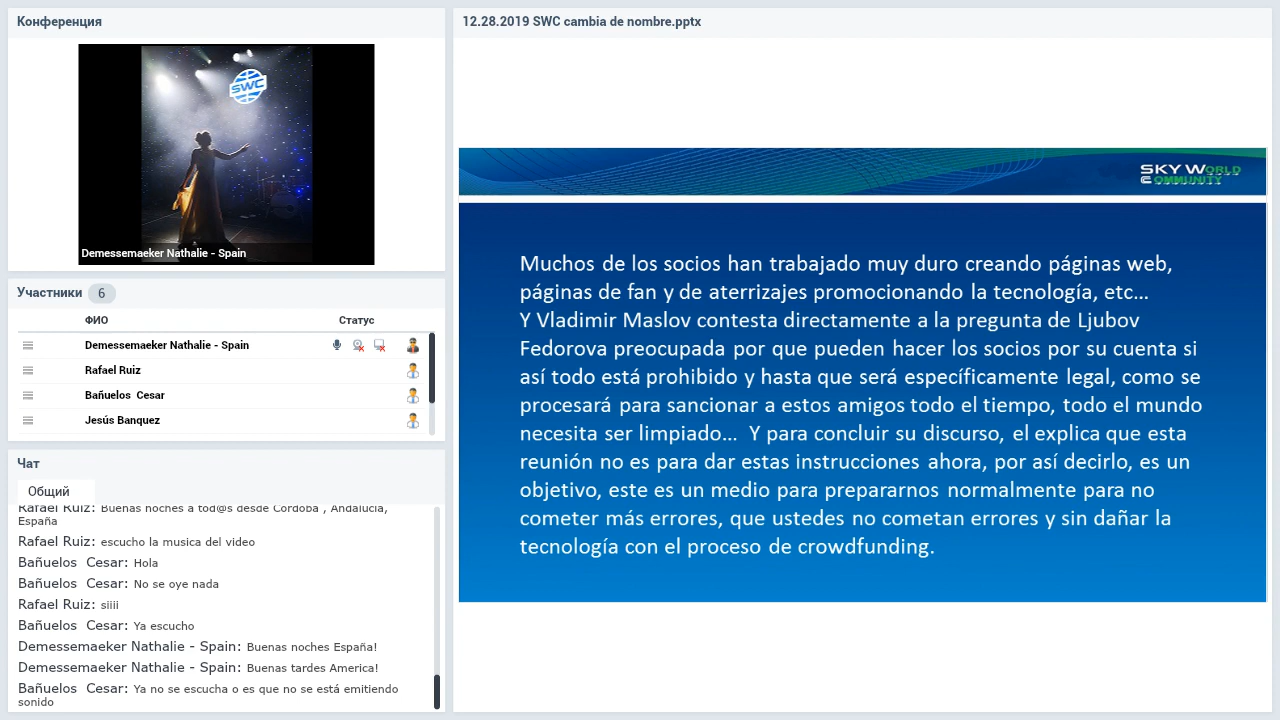 Конференция
SWC
Demessemaeker Nathalie - Spain
Участники 6
ФИО Статус
Demessemaeker Nathalie - Spain
Rafael Ruiz
Bañuelos Cesar
Jesús Banquez
Чат
Общий
Rafael Ruiz: Buenas noches a tod@s desde Cordoba , Andalucia,
España
Rafael Ruiz: escucho la musica del video
Bañuelos Cesar: Hola
Bañuelos Cesar: No se oye nada
Rafael Ruiz: siiii
Bañuelos Cesar: Ya escucho
Demessemaeker Nathalie - Spain: Buenas noches España!
Demessemaeker Nathalie - Spain: Buenas tardes America!
Bañuelos Cesar: Ya no se escucha o es que no se está emitiendo
sonido
12.28.2019 SWC cambia de nombre.pptx
SKY WORLD
COMMUNITY
Muchos de los socios han trabajado muy duro creando páginas web,
páginas de fan y de aterrizajes promocionando la tecnología, etc...
Y Vladimir Maslov contesta directamente a la pregunta de Ljubov
Fedorova preocupada por que pueden hacer los socios por su cuenta si
así todo está prohibido y hasta que será específicamente legal, como se
procesará para sancionar a estos amigos todo el tiempo, todo el mundo
necesita ser limpiado... Y para concluir su discurso, el explica que esta
reunión no es para dar estas instrucciones ahora, por así decirlo, es un
objetivo, este es un medio para prepararnos normalmente para no
cometer más errores, que ustedes no cometan errores y sin dañar la
tecnología con el proceso de crowdfunding.